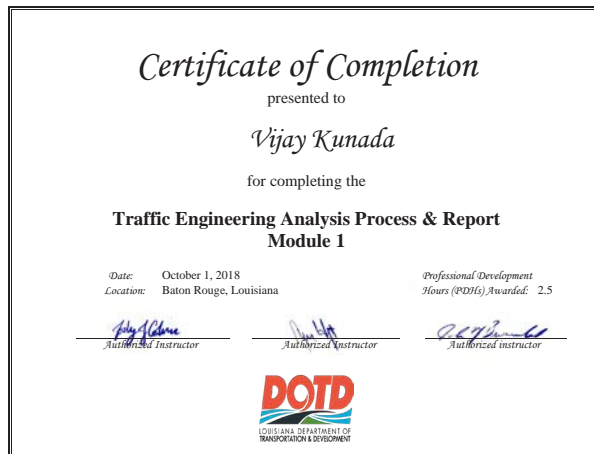 Certificate of Completion
presented to
Vijay Kunada
for completing the
Traffic Engineering Analysis Process & Report
Module 1
Date: October 1, 2018
Location: Baton Rouge, Louisiana
Professional Development
Hours (PDHs) Awarded: 2.5
Authorized Instructor
Authorized Instructor
Authorized instructor
DOTD
LOUISIANA DEPARTMENT OF
TRANSPORTATION & DEVELOPMENT